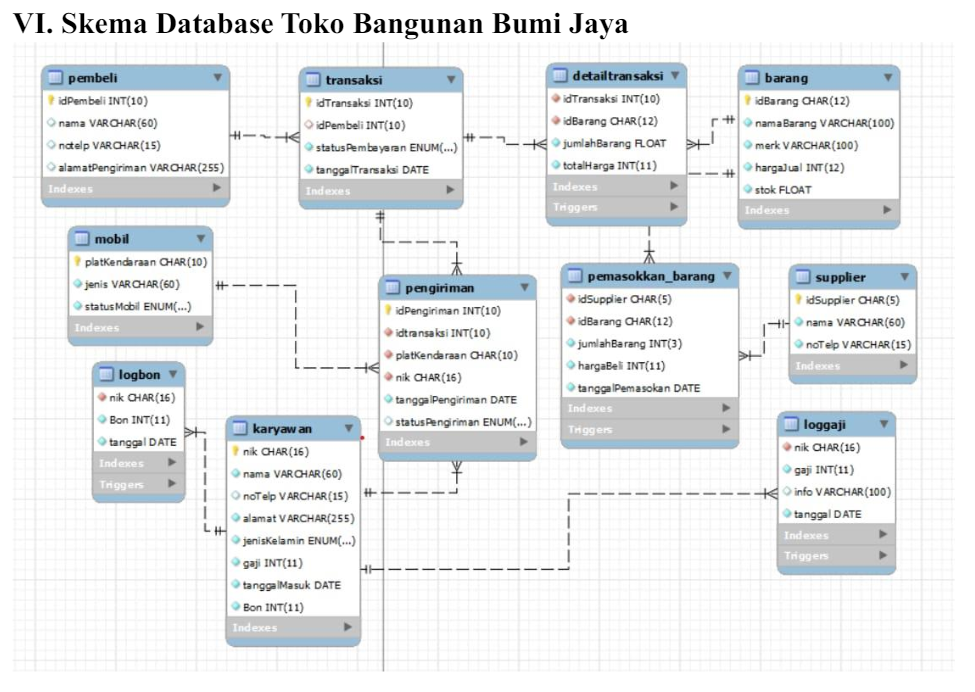 VI. Skema Database Toko Bangunan Bumi Jaya
pembeli
idPembeli INT(10)
nama VARCHAR(60)
notelp VARCHAR(15)
alamatPengiriman VARCHAR(255)
Indexes
transaksi
idTransaksi INT(10)
idPembeli INT(10)
statusPembayaran ENUM(...)
tanggalTransaksi DATE
Indexes
detailtransaksi
idTransaksi INT(10)
idBarang CHAR(12)
jumlahBarang FLOAT
totalHarga INT(11)
Indexes
Triggers
barang
idBarang CHAR(12)
namaBarang VARCHAR(100)
merk VARCHAR(100)
hargaJual INT(12)
stok FLOAT
Indexes
mobil
platKendaraan CHAR(10)
jenis VARCHAR(60)
statusMobil ENUM(...)
Indexes
pengiriman
idPengiriman INT(10)
idtransaksi INT(10)
platKendaraan CHAR(10)
nik CHAR(16)
tanggalPengiriman DATE
statusPengiriman ENUM(...)
Indexes
pemasokkan_barang
idSupplier CHAR(5)
idBarang CHAR(12)
jumlahBarang INT(3)
hargaBeli INT(11)
tanggalPemasokan DATE
Indexes
Triggers
supplier
idSupplier CHAR(5)
nama VARCHAR(60)
noTelp VARCHAR(15)
Indexes
logbon
nik CHAR(16)
Bon INT(11)
tanggal DATE
Indexes
Triggers
karyawan
nik CHAR(16)
nama VARCHAR(60)
noTelp VARCHAR(15)
alamat VARCHAR(255)
jenisKelamin ENUM(...)
gaji INT(11)
tanggalMasuk DATE
Bon INT(11)
Indexes
loggaji
nik CHAR(16)
gaji INT(11)
info VARCHAR(100)
tanggal DATE
Indexes
Triggers